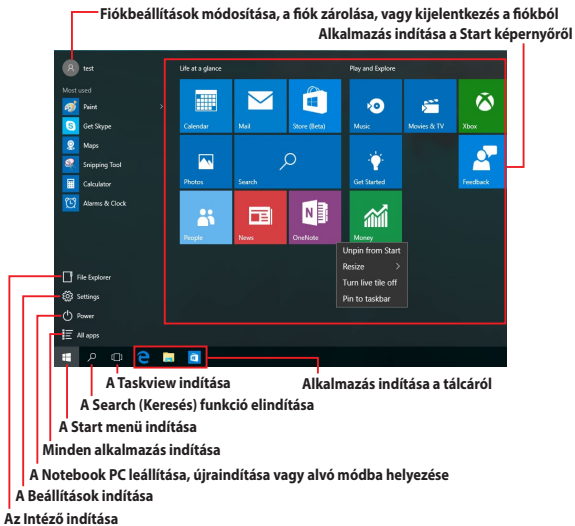 Fiókbeállítások módosítása, a fiók zárolása, vagy kijelentkezés a fiókból
Alkalmazás indítása a Start képernyőről
test
Life at a glance
Play and Explore
Most used
Paint
Get Skype
Maps
Snipping Tool
Calculator
Alarms & Clock
Calendar
Mail
Store (Beta)
Music
Movies & TV
Xbox
Photos
Search
Get Started
Feedback
People
News
OneNote
Money
Unpin from Start
Resize
Turn live tile off
Pin to taskbar
File Explorer
Settings
Power
All apps
A Taskview indítása
Alkalmazás indítása a tálcáról
A Search (Keresés) funkció elindítása
A Start menü indítása
Minden alkalmazás indítása
A Notebook PC leállítása, újraindítása vagy alvó módba helyezése
A Beállítások indítása
Az Intéző indítása